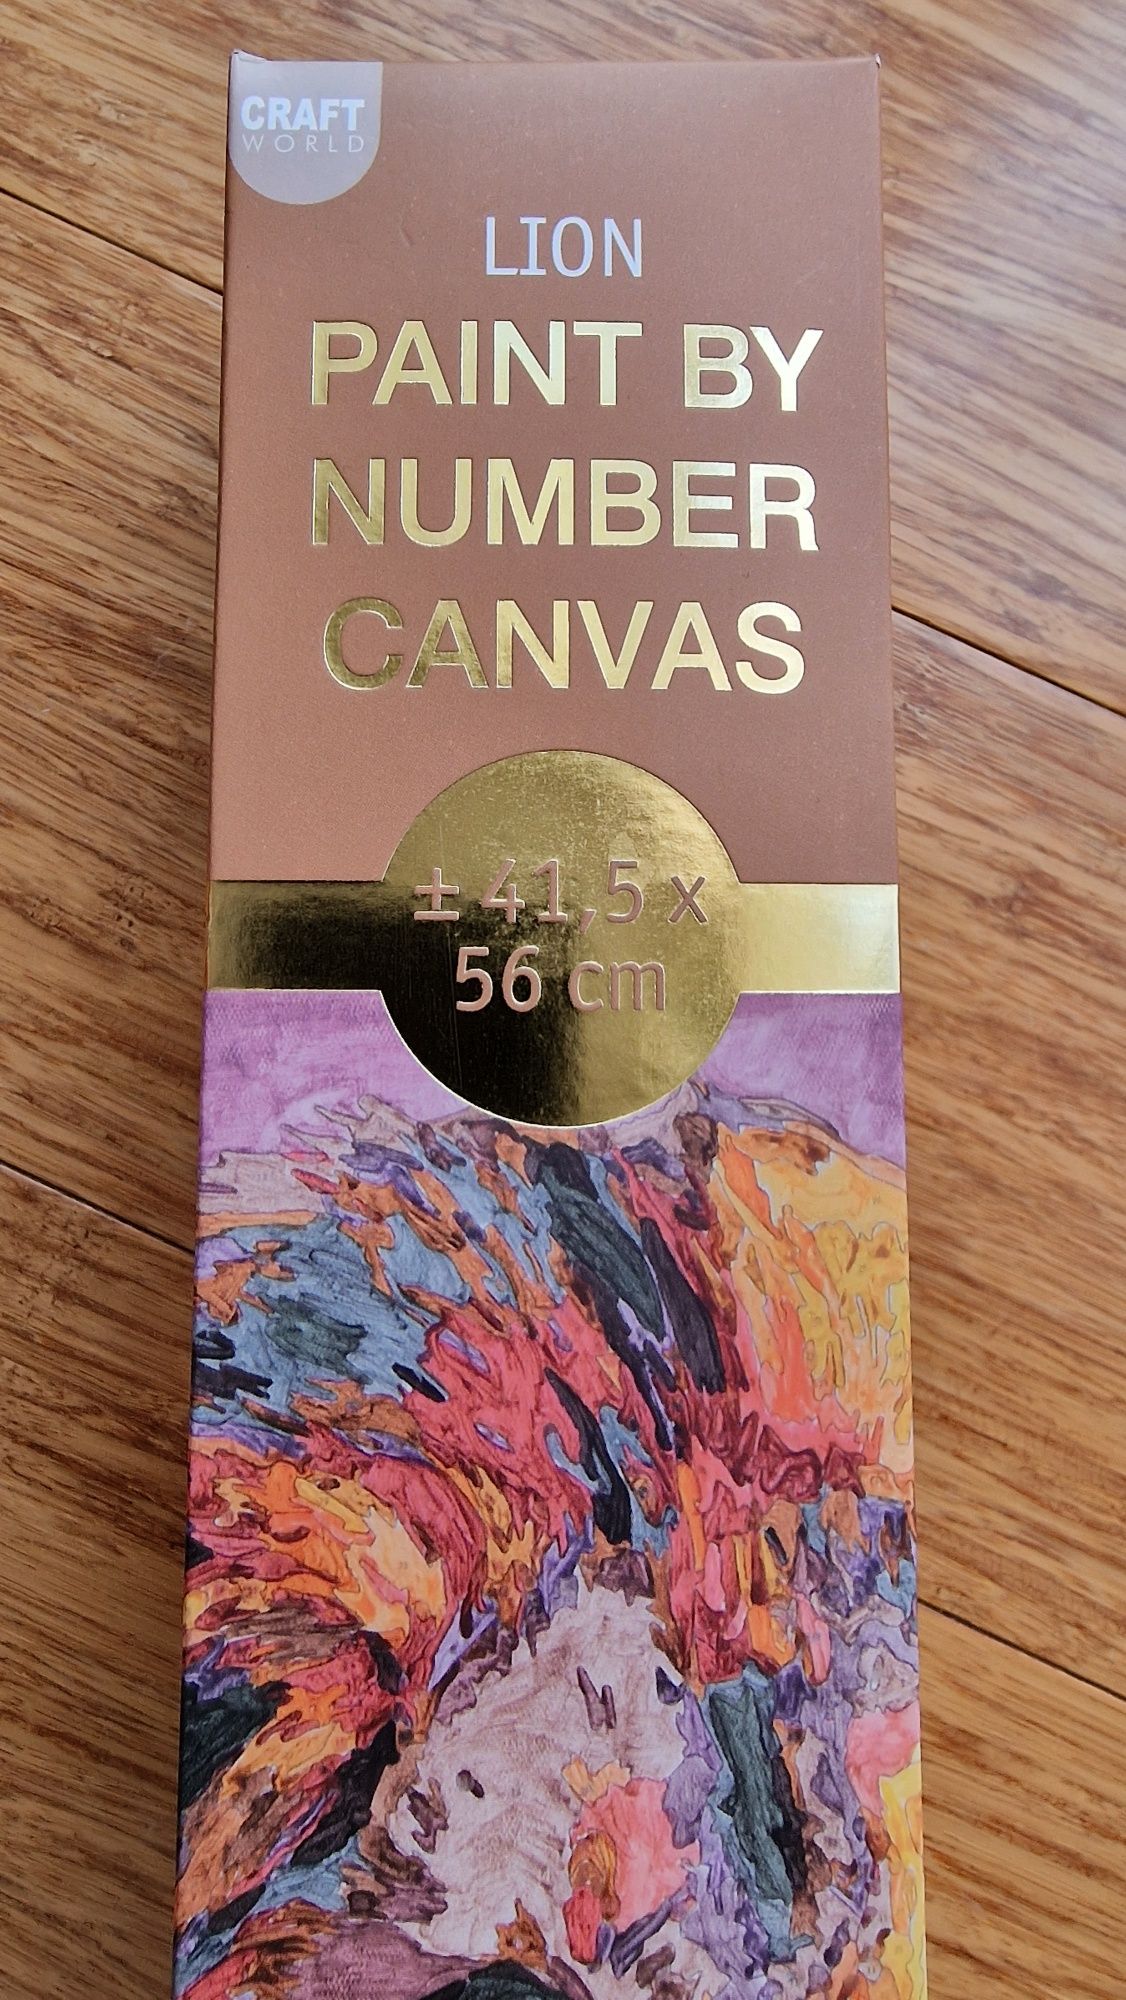 CRAFT
WORLD
LION
PAINT BY
NUMBER
CANVAS
± 41,5 x
56 cm